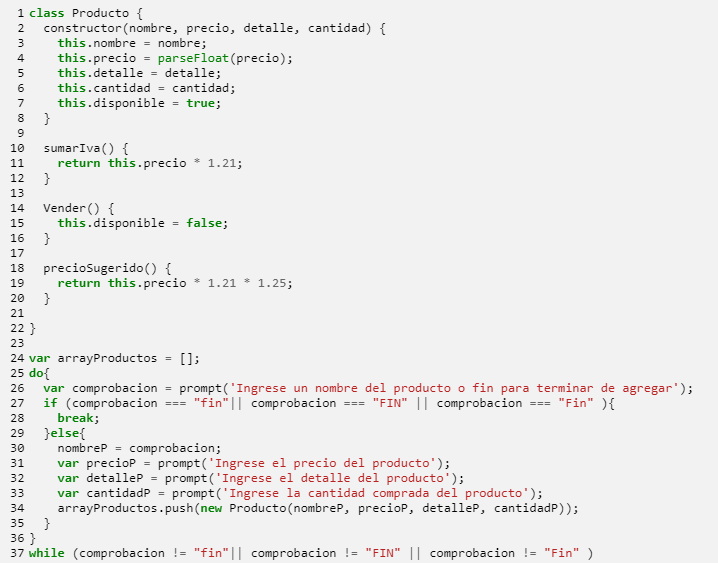 1 class Producto {
2   constructor(nombre, precio, detalle, cantidad) {
3     this.nombre = nombre;
4     this.precio = parseFloat(precio);
5     this.detalle = detalle;
6     this.cantidad = cantidad;
7     this.disponible = true;
8   }
9
10   sumarIva() {
11     return this.precio * 1.21;
12   }
13
14   Vender() {
15     this.disponible = false;
16   }
17
18   precioSugerido() {
19     return this.precio * 1.21 * 1.25;
20   }
21
22 }
23
24 var arrayProductos = [];
25 do{
26   var comprobacion = prompt('Ingrese un nombre del producto o fin para terminar de agregar');
27   if (comprobacion === "fin"|| comprobacion === "FIN" || comprobacion === "Fin" ){
28     break;
29   }else{
30     nombreP = comprobacion;
31     var precioP = prompt('Ingrese el precio del producto');
32     var detalleP = prompt('Ingrese el detalle del producto');
33     var cantidadP = prompt('Ingrese la cantidad comprada del producto');
34     arrayProductos.push(new Producto(nombreP, precioP, detalleP, cantidadP));
35   }
36 }
37 while (comprobacion != "fin"|| comprobacion != "FIN" || comprobacion != "Fin" )